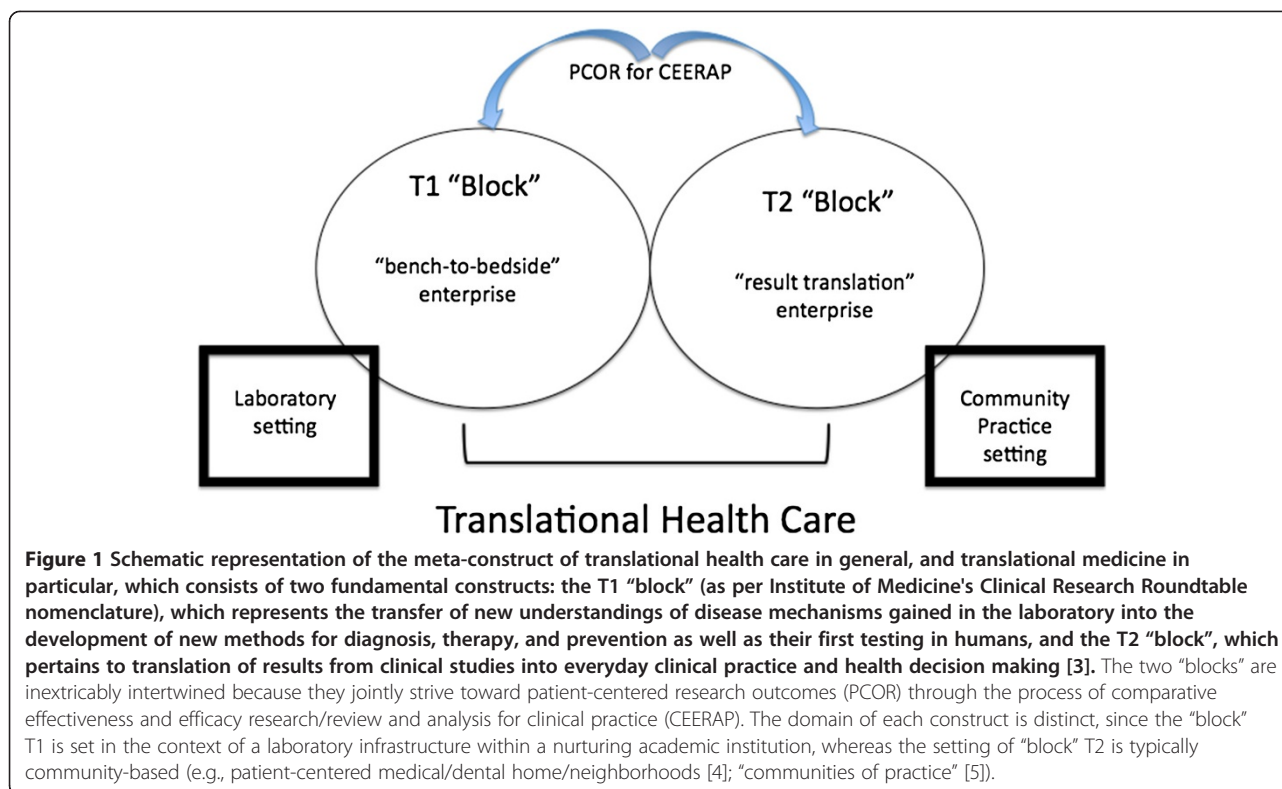 PCOR for CEERAP
T1 “Block”
“bench-to-bedside”
enterprise
T2 “Block”
“result translation”
enterprise
Laboratory
setting
Community
Practice
setting
Translational Health Care
Figure 1 Schematic representation of the meta-construct of translational health care in general, and translational medicine in
particular, which consists of two fundamental constructs: the T1 “block” (as per Institute of Medicine's Clinical Research Roundtable
nomenclature), which represents the transfer of new understandings of disease mechanisms gained in the laboratory into the
development of new methods for diagnosis, therapy, and prevention as well as their first testing in humans, and the T2 “block”, which
pertains to translation of results from clinical studies into everyday clinical practice and health decision making [3]. The two “blocks” are
inextricably intertwined because they jointly strive toward patient-centered research outcomes (PCOR) through the process of comparative
effectiveness and efficacy research/review and analysis for clinical practice (CEERAP). The domain of each construct is distinct, since the “block”
T1 is set in the context of a laboratory infrastructure within a nurturing academic institution, whereas the setting of “block” T2 is typically
community-based (e.g., patient-centered medical/dental home/neighborhoods [4]; “communities of practice” [5]).